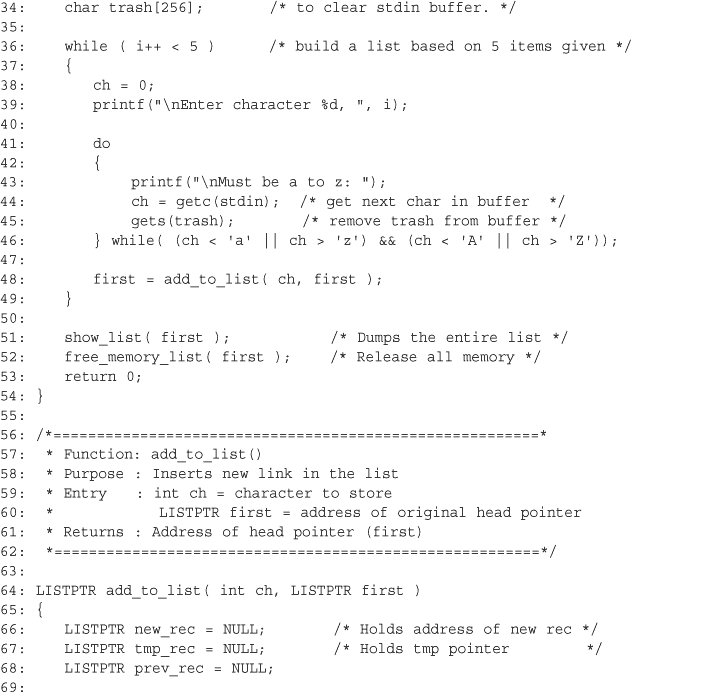 34:    char trash[256];       /* to clear stdin buffer. */
35:
36:    while ( i++ < 5 )      /* build a list based on 5 items given */
37:    {
38:       ch = 0;
39:       printf("\nEnter character %d, ", i);
40:
41:       do
42:       {
43:           printf("\nMust be a to z: ");
44:           ch = getc(stdin);  /* get next char in buffer  */
45:           gets(trash);       /* remove trash from buffer */
46:       } while( (ch < 'a' || ch > 'z') && (ch < 'A' || ch > 'Z'));
47:
48:       first = add_to_list( ch, first );
49:    }
50:
51:    show_list( first );           /* Dumps the entire list */
52:    free_memory_list( first );    /* Release all memory */
53:    return 0;
54: }
55:
56: /*========================================================*
57:  * Function: add_to_list()
58:  * Purpose : Inserts new link in the list
59:  * Entry   : int ch = character to store
60:  *           LISTPTR first = address of original head pointer
61:  * Returns : Address of head pointer (first)
62:  *========================================================*/
63:
64: LISTPTR add_to_list( int ch, LISTPTR first )
65: {
66:    LISTPTR new_rec = NULL;       /* Holds address of new rec */
67:    LISTPTR tmp_rec = NULL;       /* Holds tmp pointer        */
68:    LISTPTR prev_rec = NULL;
69: